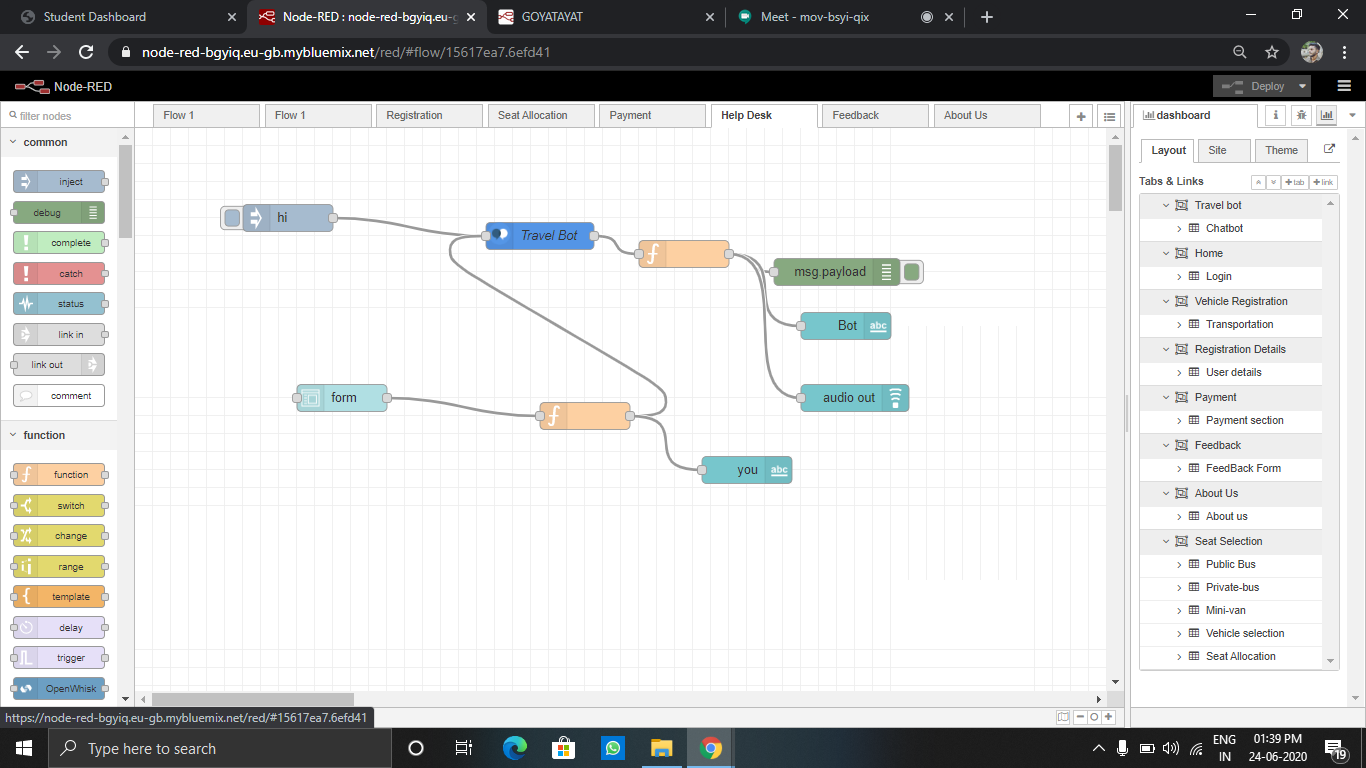 Student Dashboard
Node-RED : node-red-bgyiq.eu-g
GOYATAYAT
Meet - mov-bsyi-qix
node-red-bgyiq.eu-gb.mybluemix.net/red/#flow/15617ea7.6efd41
Node-RED
Deploy
filter nodes
Flow 1
Flow 1
Registration
Seat Allocation
Payment
Help Desk
Feedback
About Us
dashboard
common
inject
debug
complete
catch
status
link in
link out
comment
function
function
switch
change
range
template
delay
trigger
OpenWhisk
hi
Travel Bot
msg.payload
Bot
abc
audio out
form
you
abc
Layout
Site
Theme
Tabs & Links
tab
link
Travel bot
Chatbot
Home
Login
Vehicle Registration
Transportation
Registration Details
User details
Payment
Payment section
Feedback
FeedBack Form
About Us
About us
Seat Selection
Public Bus
Private-bus
Mini-van
Vehicle selection
Seat Allocation
https://node-red-bgyiq.eu-gb.mybluemix.net/red/#15617ea7.6efd41
Type here to search
ENG
IN
01:39 PM
24-06-2020
19